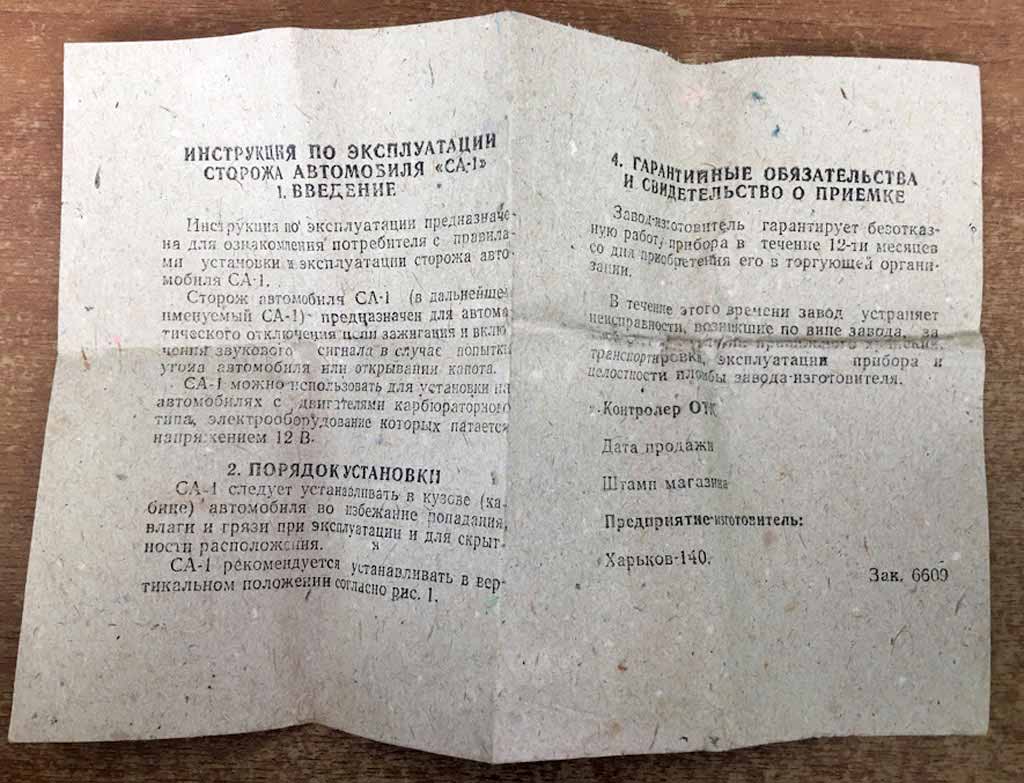 ИНСТРУКЦИЯ ПО ЭКСПЛУАТАЦИИ
СТОРОЖА АВТОМОБИЛЯ «СА-1»
1. ВВЕДЕНИЕ
Инструкция по эксплуатации предназначе-
на для ознакомления потребителя с правила-
ми установки и эксплуатации сторожа авто-
мобиля СА-1.
Сторож автомобиля СА-1 (в дальнейшем
именуемый СА-1) предназначен для автома
тического отключения цепи зажигания и вклю
чения звукового сигнала в случае попытки
угона автомобиля или открывании капота.
СА-1 можно использовать для установки на
автомобилях с двигателями карбюраторного
типа, электрооборудование которых питается
напряжением 12 В.
2. ПОРЯДОК УСТАНОВКИ
СА-1 следует устанавливать в кузове (ка-
бине) автомобиля во избежание попадания
влаги и грязи при эксплуатации и для скрыт-
ности расположения.
СА-1 рекомендуется устанавливать в вер-
тикальном положении согласно рис. 1.
4. ГАРАНТИЙНЫЕ ОБЯЗАТЕЛЬСТВА
И СВИДЕТЕЛЬСТВО О ПРИЕМКЕ
Завод-изготовитель гарантирует безотказ-
ную работу прибора в течение 12-ти месяцев
со дня приобретения его в торгующей органи-
зации.
В течение этого времени завод устраняет
неисправности, возникшие по вине завода, за
транспортировки, эксплуатации прибора и
целостности пломбы завода-изготовителя.
Контролер ОТК
Дата продажи
Штамп магазина
Предприятие-изготовитель:
Харьков-140.
Зак. 6609